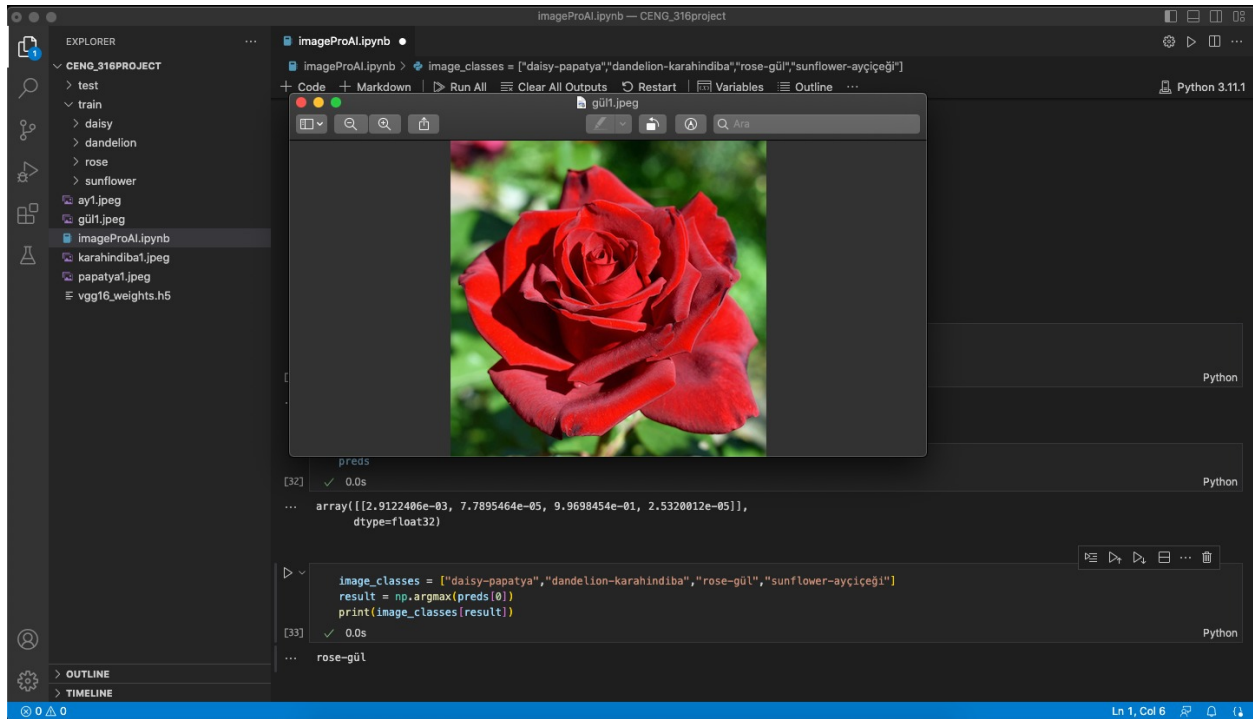 imageProAI.ipynb — CENG_316project
EXPLORER
CENG_316PROJECT
test
train
daisy
dandelion
rose
sunflower
ay1.jpeg
gül1.jpeg
imageProAI.ipynb
karahindiba1.jpeg
papatya1.jpeg
vgg16_weights.h5
OUTLINE
TIMELINE
imageProAI.ipynb
imageProAI.ipynb > image_classes = ["daisy-papatya","dandelion-karahindiba","rose-gül","sunflower-ayçiçeği"]
+ Code + Markdown | Run All Clear All Outputs Restart | Variables Outline ... Python 3.11.1
gül1.jpeg
Ara
Python
preds
[32] ✓ 0.0s Python
... array([[2.9122406e-03, 7.7895464e-05, 9.9698454e-01, 2.5320012e-05]],
dtype=float32)
image_classes = ["daisy-papatya","dandelion-karahindiba","rose-gül","sunflower-ayçiçeği"]
result = np.argmax(preds[0])
print(image_classes[result])
[33] ✓ 0.0s Python
... rose-gül
0 0 Ln 1, Col 6